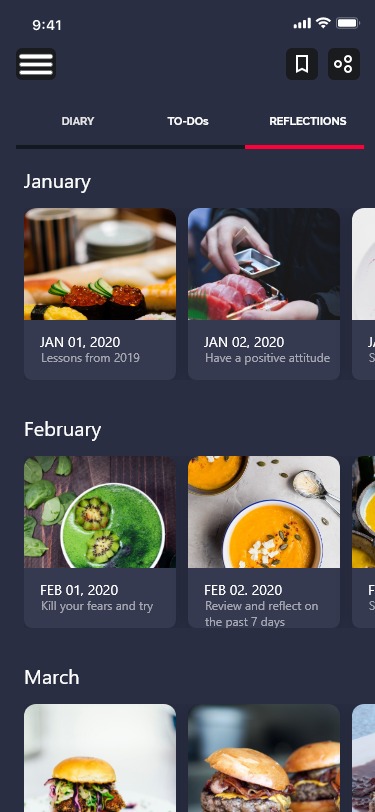 9:41
DIARY
TO-DOs
REFLECTIIONS
January
JAN 01, 2020
Lessons from 2019
JAN 02, 2020
Have a positive attitude
February
FEB 01, 2020
Kill your fears and try
FEB 02. 2020
Review and reflect on
the past 7 days
March